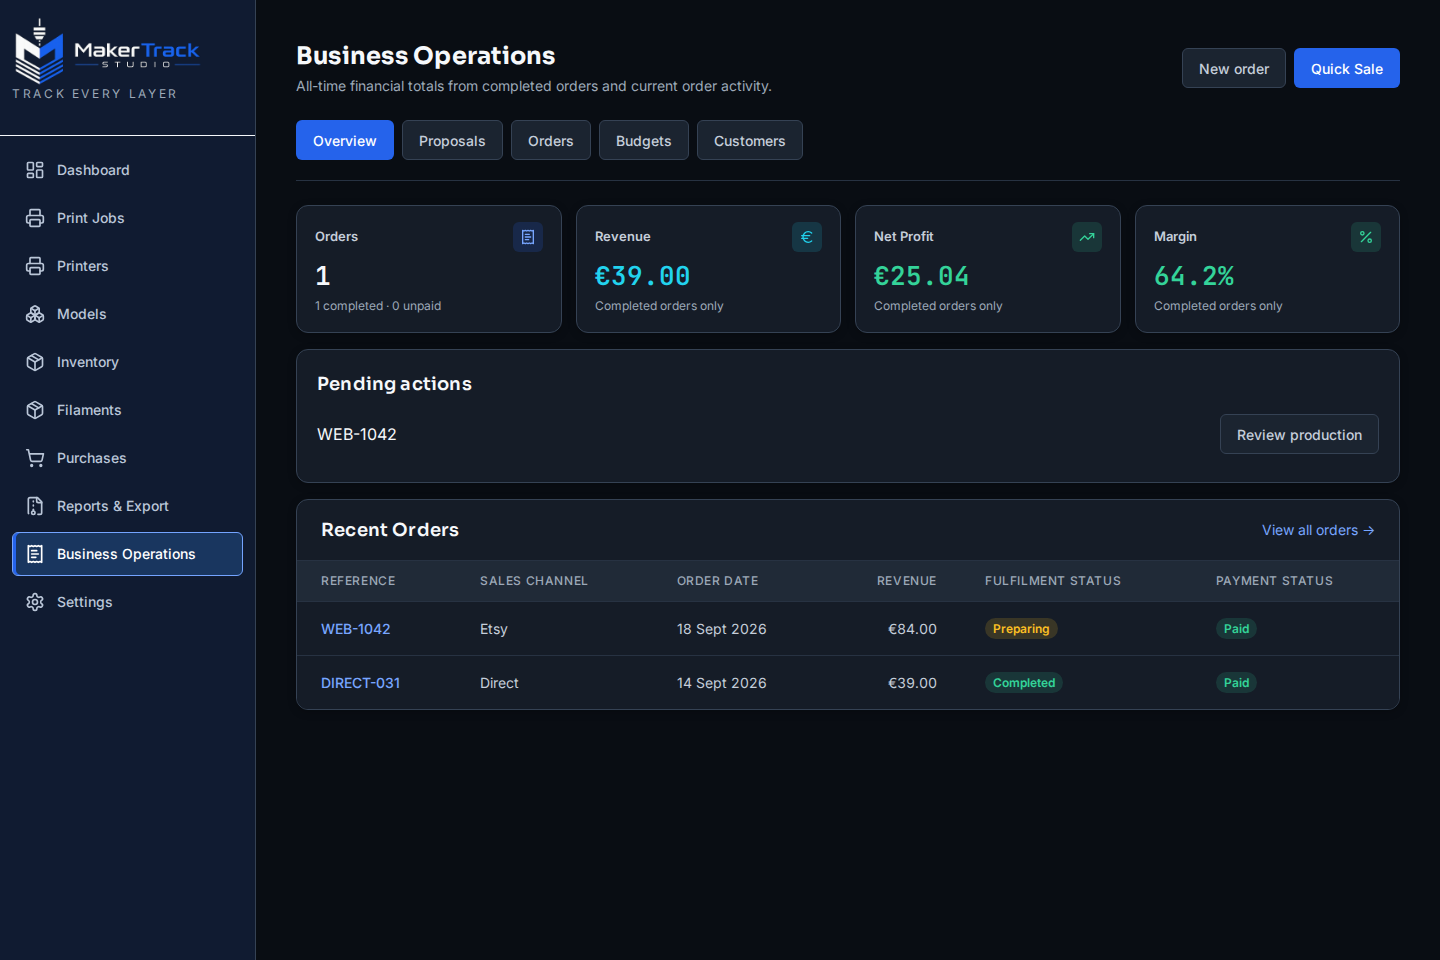 MakerTrack
STUDIO
TRACK EVERY LAYER
Dashboard
Print Jobs
Printers
Models
Inventory
Filaments
Purchases
Reports & Export
Business Operations
Settings
Business Operations
All-time financial totals from completed orders and current order activity.
New order
Quick Sale
Overview
Proposals
Orders
Budgets
Customers
Orders
1
1 completed · 0 unpaid
Revenue
€
€39.00
Completed orders only
Net Profit
€25.04
Completed orders only
Margin
%
64.2%
Completed orders only
Pending actions
WEB-1042
Review production
Recent Orders
View all orders →
REFERENCE SALES CHANNEL ORDER DATE REVENUE FULFILMENT STATUS PAYMENT STATUS
WEB-1042 Etsy 18 Sept 2026 €84.00 Preparing Paid
DIRECT-031 Direct 14 Sept 2026 €39.00 Completed Paid